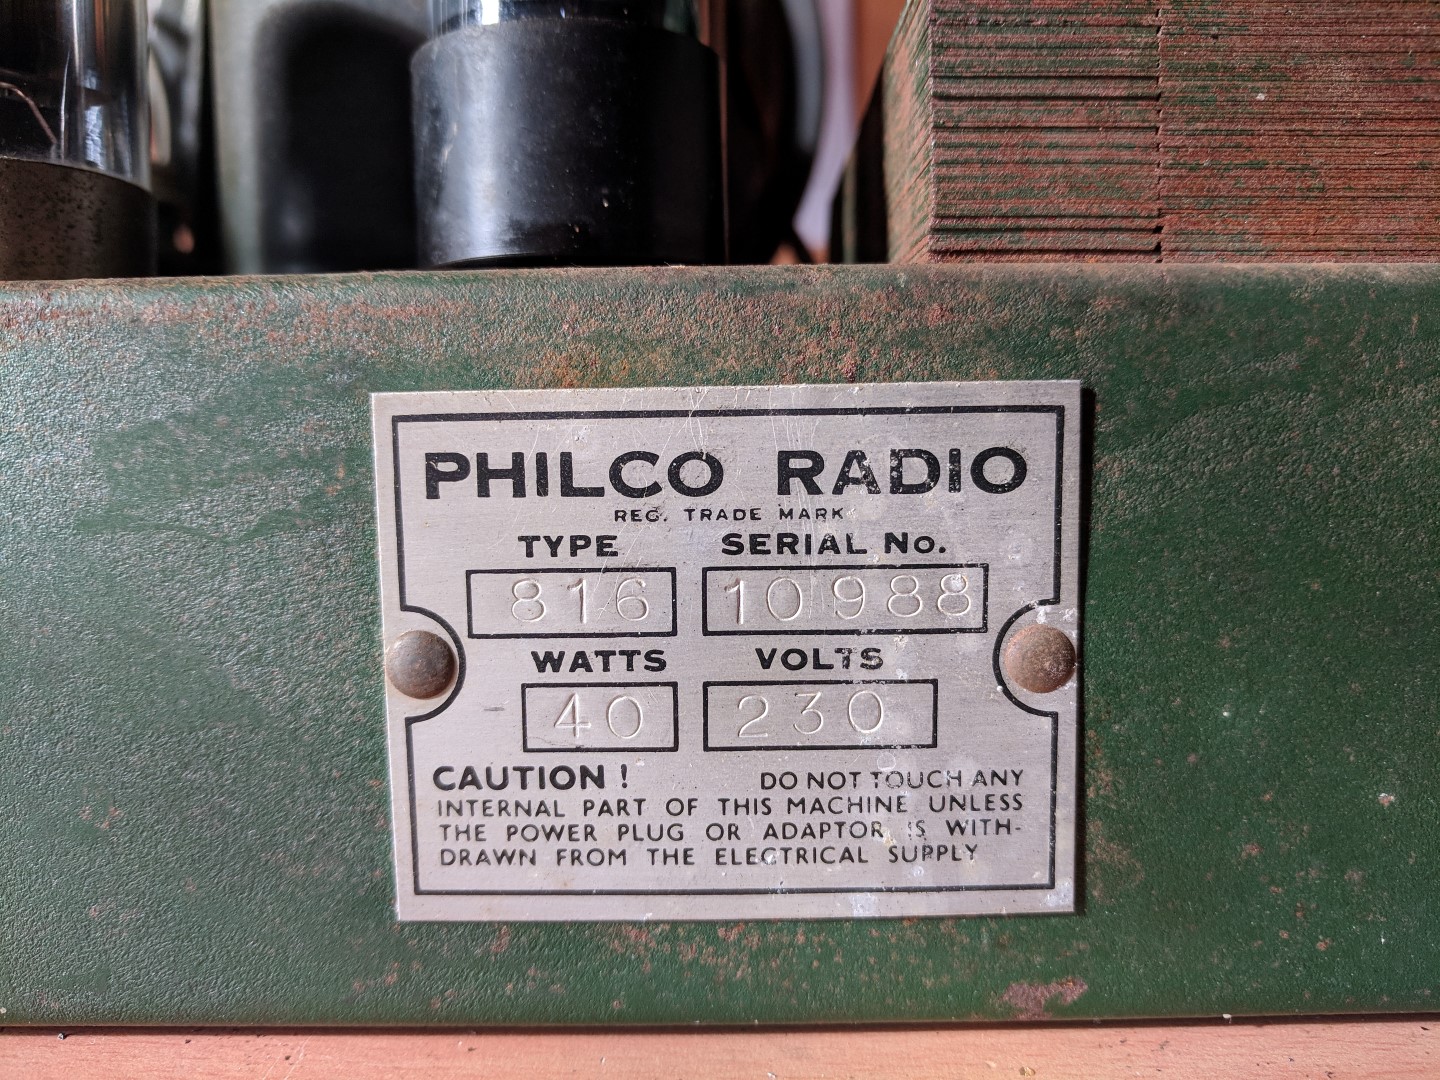 PHILCO RADIO
REG. TRADE MARK
TYPE SERIAL No.
816 10988
WATTS VOLTS
40 230
CAUTION! DO NOT TOUCH ANY
INTERNAL PART OF THIS MACHINE UNLESS
THE POWER PLUG OR ADAPTOR IS WITH-
DRAWN FROM THE ELECTRICAL SUPPLY